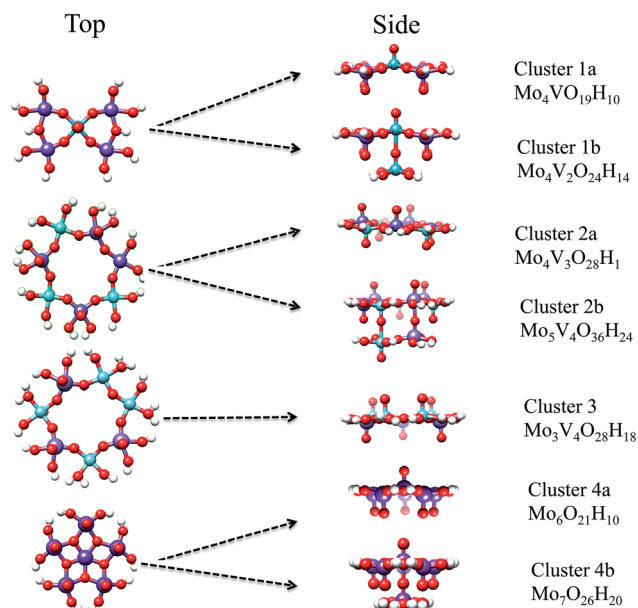 Top
Side
Cluster 1a
Mo₄VO₁₉H₁₀
Cluster 1b
Mo₄V₂O₂₄H₁₄
Cluster 2a
Mo₄V₃O₂₈H₁
Cluster 2b
Mo₅V₄O₃₆H₂₄
Cluster 3
Mo₃V₄O₂₈H₁₈
Cluster 4a
Mo₆O₂₁H₁₀
Cluster 4b
Mo₇O₂₆H₂₀